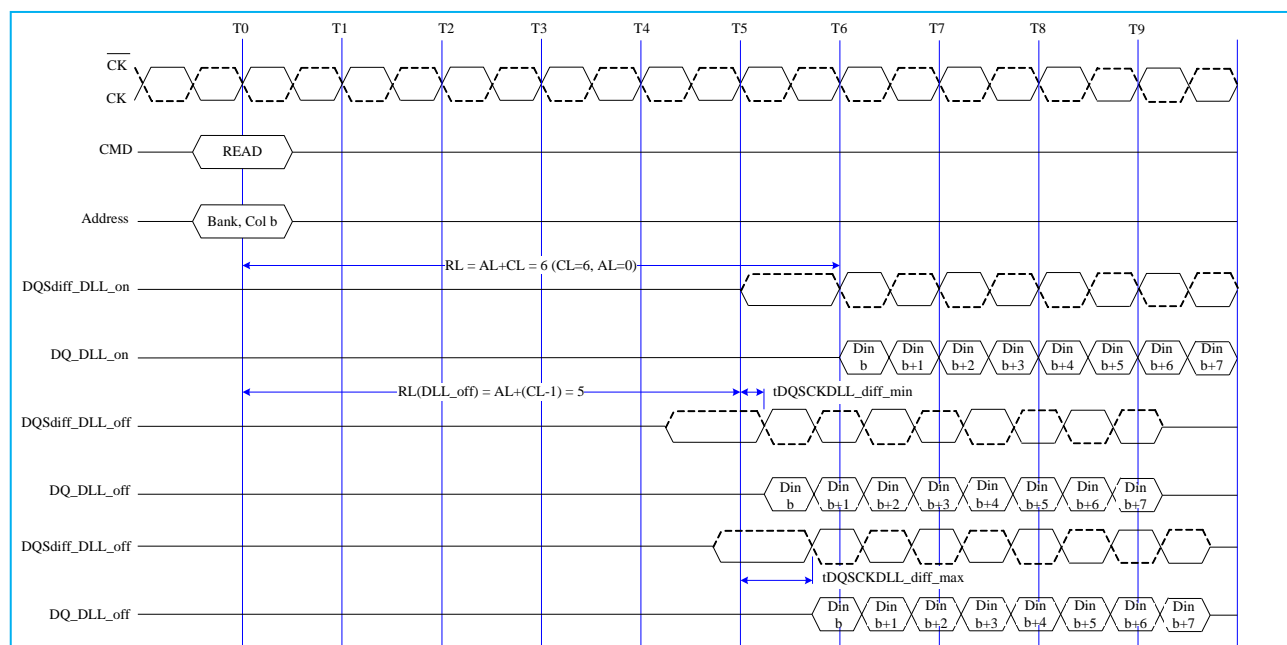 T0 T1 T2 T3 T4 T5 T6 T7 T8 T9
CK
CK
CMD READ
Address Bank, Col b
RL = AL+CL = 6 (CL=6, AL=0)
DQSdiff_DLL_on
DQ_DLL_on Din b Din b+1 Din b+2 Din b+3 Din b+4 Din b+5 Din b+6 Din b+7
RL(DLL_off) = AL+(CL-1) = 5 tDQSCKDLL_diff_min
DQSdiff_DLL_off
DQ_DLL_off Din b Din b+1 Din b+2 Din b+3 Din b+4 Din b+5 Din b+6 Din b+7
DQSdiff_DLL_off
tDQSCKDLL_diff_max
DQ_DLL_off Din b Din b+1 Din b+2 Din b+3 Din b+4 Din b+5 Din b+6 Din b+7